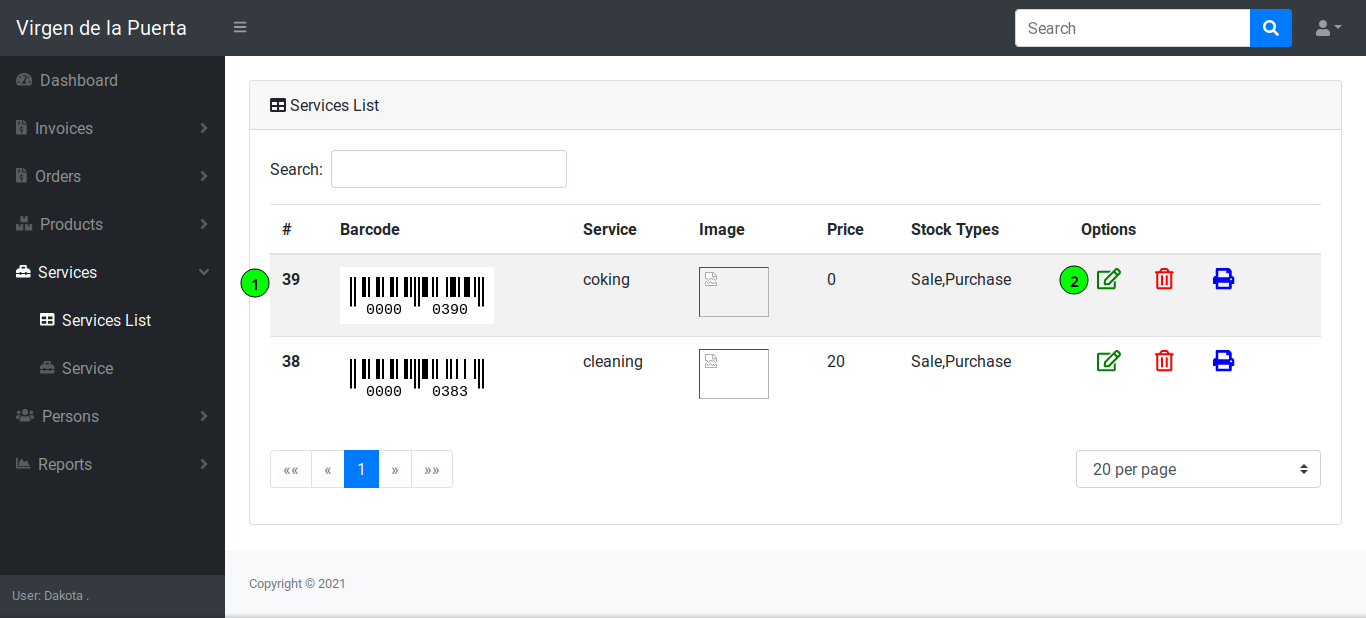 Virgen de la Puerta
Search
Dashboard
Invoices
Orders
Products
Services
Services List
Service
Persons
Reports
User: Dakota .
Services List
Search:
# Barcode Service Image Price Stock Types Options
1 39 0000 0390 coking 0 Sale,Purchase 2
38 0000 0383 cleaning 20 Sale,Purchase
«« « 1 » »» 20 per page
Copyright © 2021